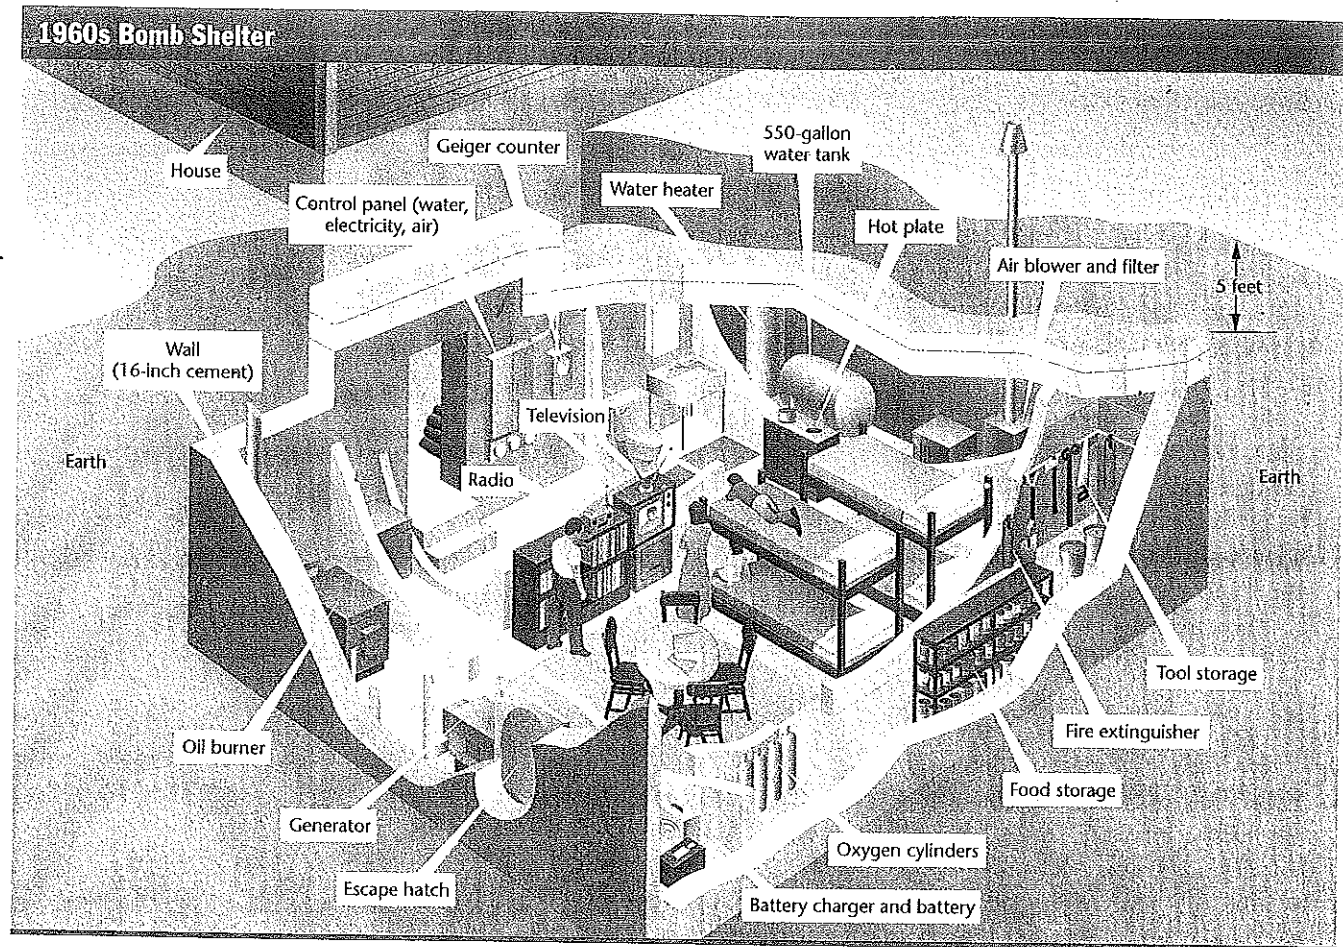 1960s Bomb Shelter
House
Geiger counter
550-gallon
water tank
Control panel (water,
electricity, air)
Water heater
Hot plate
Air blower and filter
5 feet
Wall
(16-inch cement)
Television
Earth
Radio
Earth
Tool storage
Oil burner
Fire extinguisher
Food storage
Generator
Oxygen cylinders
Escape hatch
Battery charger and battery